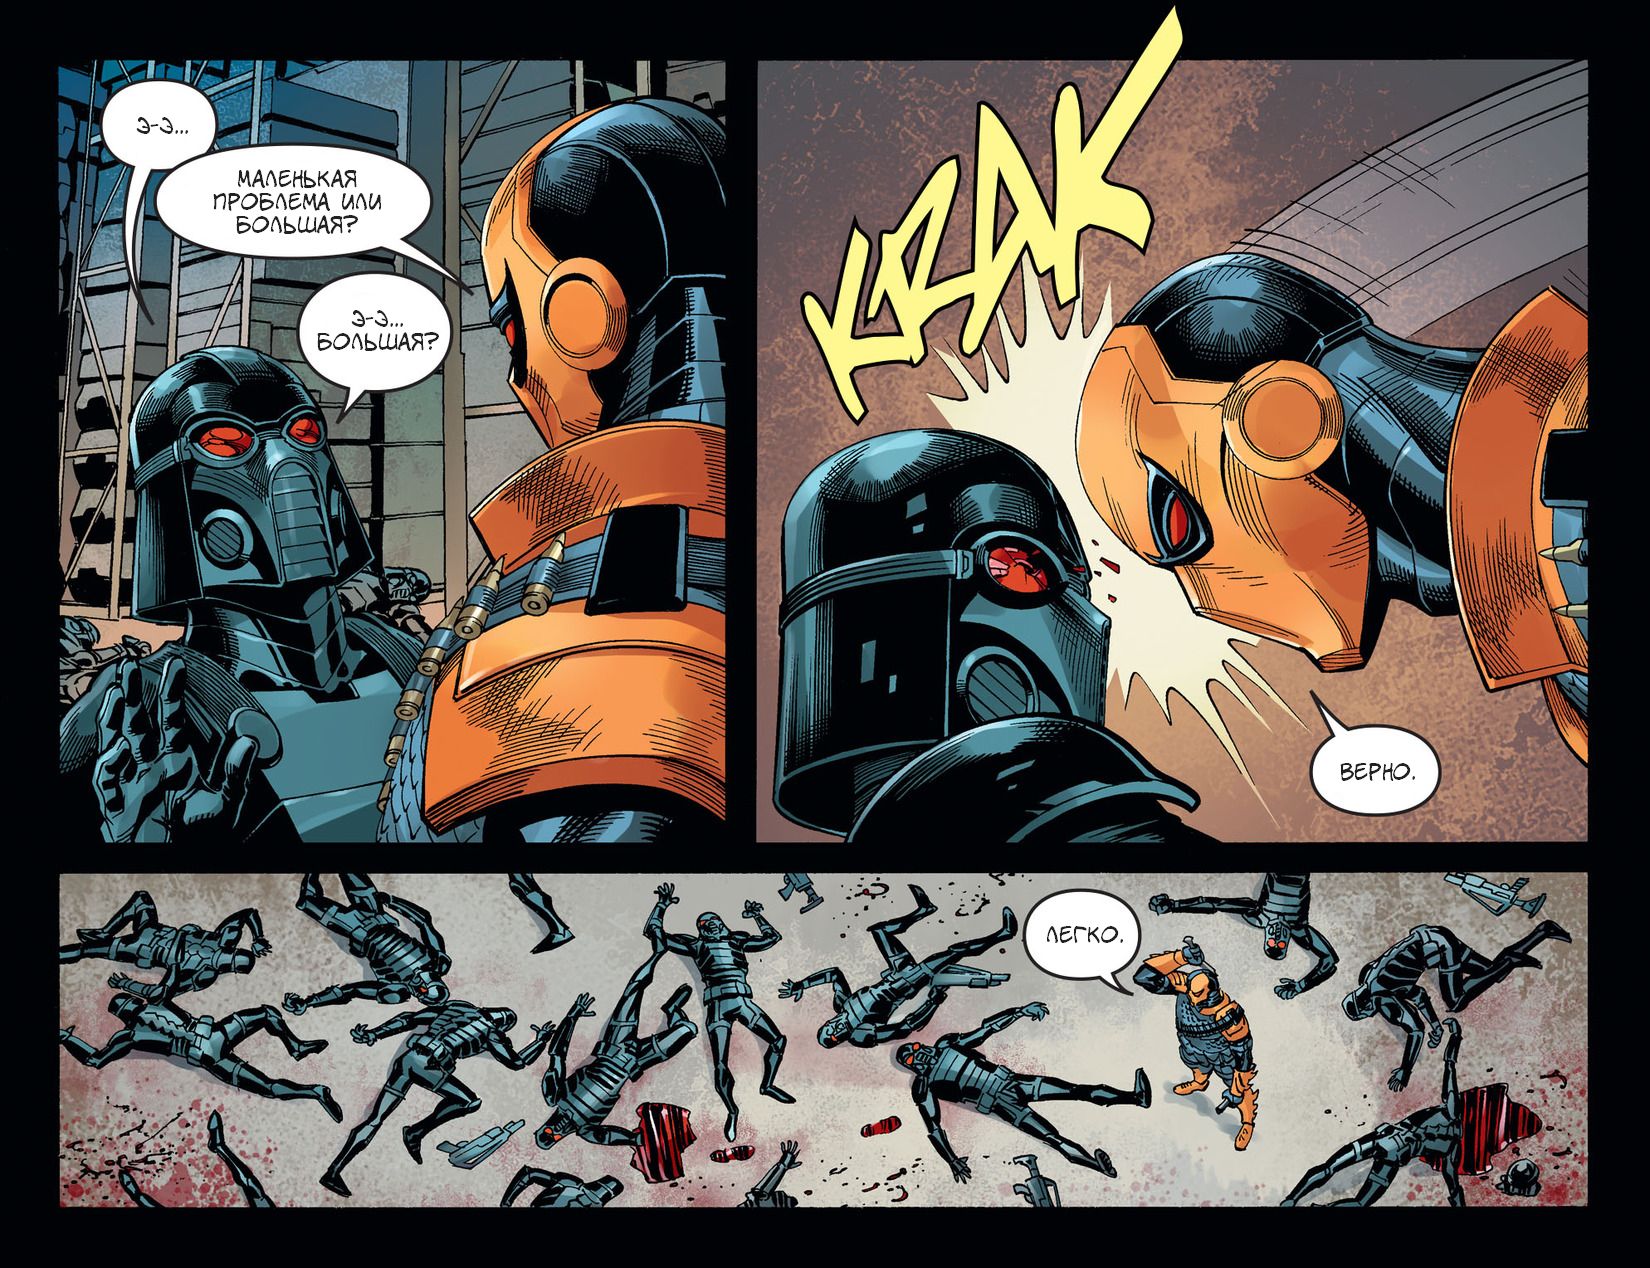 Э-Э...
МАЛЕНЬКАЯ
ПРОБЛЕМА ИЛИ
БОЛЬШАЯ?
Э-Э...
БОЛЬШАЯ?
KRAK
ВЕРНО.
ЛЕГКО.